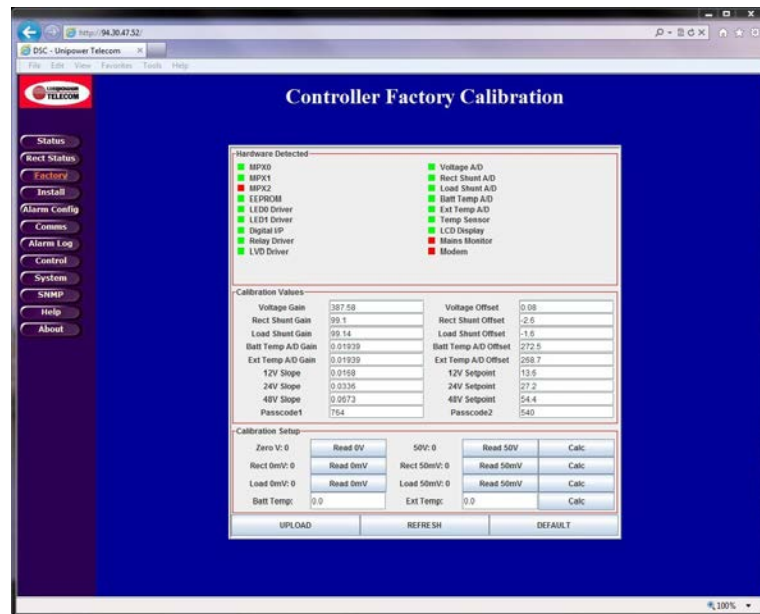 http://94.30.47.52/
DSC - Unipower Telecom
File Edit View Favorites Tools Help
UNIPOWER
TELECOM
Controller Factory Calibration
Status
Rect Status
Factory
Install
Alarm Config
Comms
Alarm Log
Control
System
SNMP
Help
About
Hardware Detected
MPX0 Voltage A/D
MPX1 Rect Shunt A/D
MPX2 Load Shunt A/D
EEPROM Batt Temp A/D
LED0 Driver Ext Temp A/D
LED1 Driver Temp Sensor
Digital I/P LCD Display
Relay Driver Mains Monitor
LVD Driver Modem
Calibration Values
Voltage Gain 387.58 Voltage Offset 0.08
Rect Shunt Gain 99.1 Rect Shunt Offset -2.6
Load Shunt Gain 99.14 Load Shunt Offset -1.6
Batt Temp A/D Gain 0.01939 Batt Temp A/D Offset 272.5
Ext Temp A/D Gain 0.01939 Ext Temp A/D Offset 268.7
12V Slope 0.0168 12V Setpoint 13.6
24V Slope 0.0336 24V Setpoint 27.2
48V Slope 0.0673 48V Setpoint 54.4
Passcode1 764 Passcode2 540
Calibration Setup
Zero V: 0 Read 0V 50V: 0 Read 50V Calc
Rect 0mV: 0 Read 0mV Rect 50mV: 0 Read 50mV Calc
Load 0mV: 0 Read 0mV Load 50mV: 0 Read 50mV Calc
Batt Temp: 0.0 Ext Temp: 0.0 Calc
UPLOAD REFRESH DEFAULT
100%